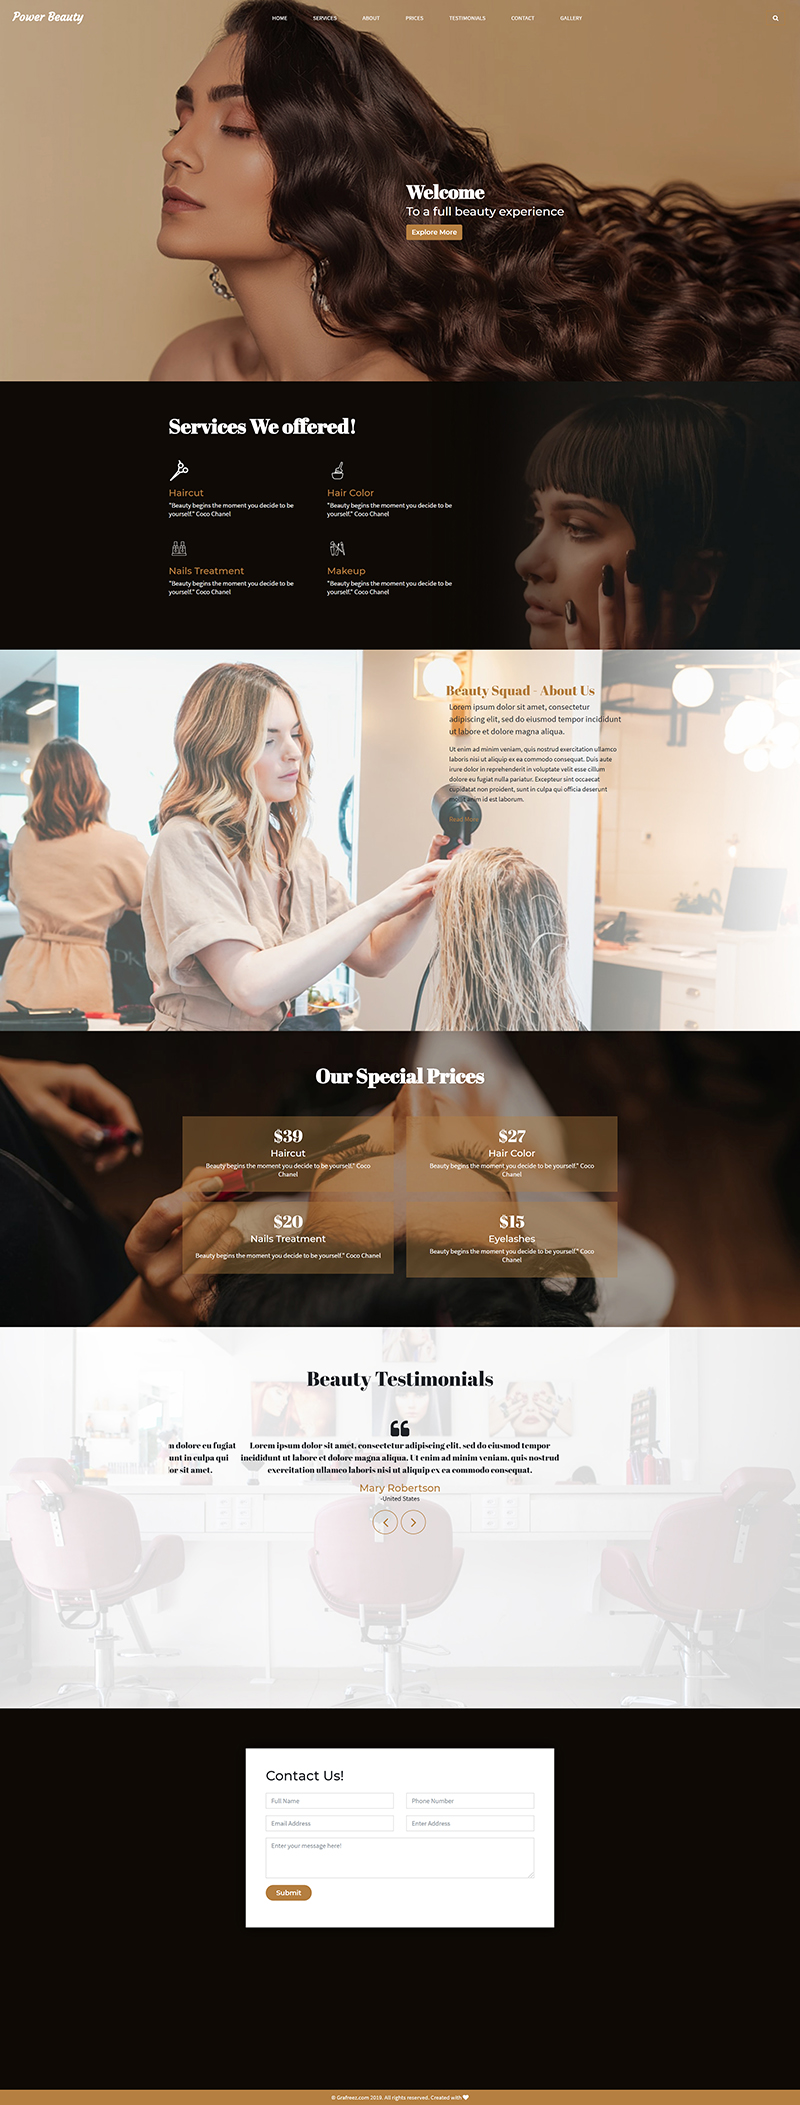 Power Beauty
HOME SERVICES ABOUT PRICES TESTIMONIALS CONTACT GALLERY
Welcome
To a full beauty experience
Explore More
Services We offered!
Haircut
"Beauty begins the moment you decide to be
yourself." Coco Chanel
Hair Color
"Beauty begins the moment you decide to be
yourself." Coco Chanel
Nails Treatment
"Beauty begins the moment you decide to be
yourself." Coco Chanel
Makeup
"Beauty begins the moment you decide to be
yourself." Coco Chanel
Beauty Squad - About Us
Lorem ipsum dolor sit amet, consectetur
adipiscing elit, sed do eiusmod tempor incididunt
ut labore et dolore magna aliqua.
Ut enim ad minim veniam, quis nostrud exercitation ullamco
laboris nisi ut aliquip ex ea commodo consequat. Duis aute
irure dolor in reprehenderit in voluptate velit esse cillum
dolore eu fugiat nulla pariatur. Excepteur sint occaecat
cupidatat non proident, sunt in culpa qui officia deserunt
mollit anim id est laborum.
Read More
Our Special Prices
$39
Haircut
Beauty begins the moment you decide to be yourself." Coco
Chanel
$27
Hair Color
Beauty begins the moment you decide to be yourself." Coco
Chanel
$20
Nails Treatment
Beauty begins the moment you decide to be yourself." Coco Chanel
$15
Eyelashes
Beauty begins the moment you decide to be yourself." Coco
Chanel
Beauty Testimonials
m dolore eu fugiat
unt in culpa qui
or sit amet.
Lorem ipsum dolor sit amet, consectetur adipiscing elit, sed do eiusmod tempor
incididunt ut labore et dolore magna aliqua. Ut enim ad minim veniam, quis nostrud
exercitation ullamco laboris nisi ut aliquip ex ea commodo consequat.
Mary Robertson
-United States
Contact Us!
Full Name
Phone Number
Email Address
Enter Address
Enter your message here!
Submit
© Grafreez.com 2019. All rights reserved. Created with